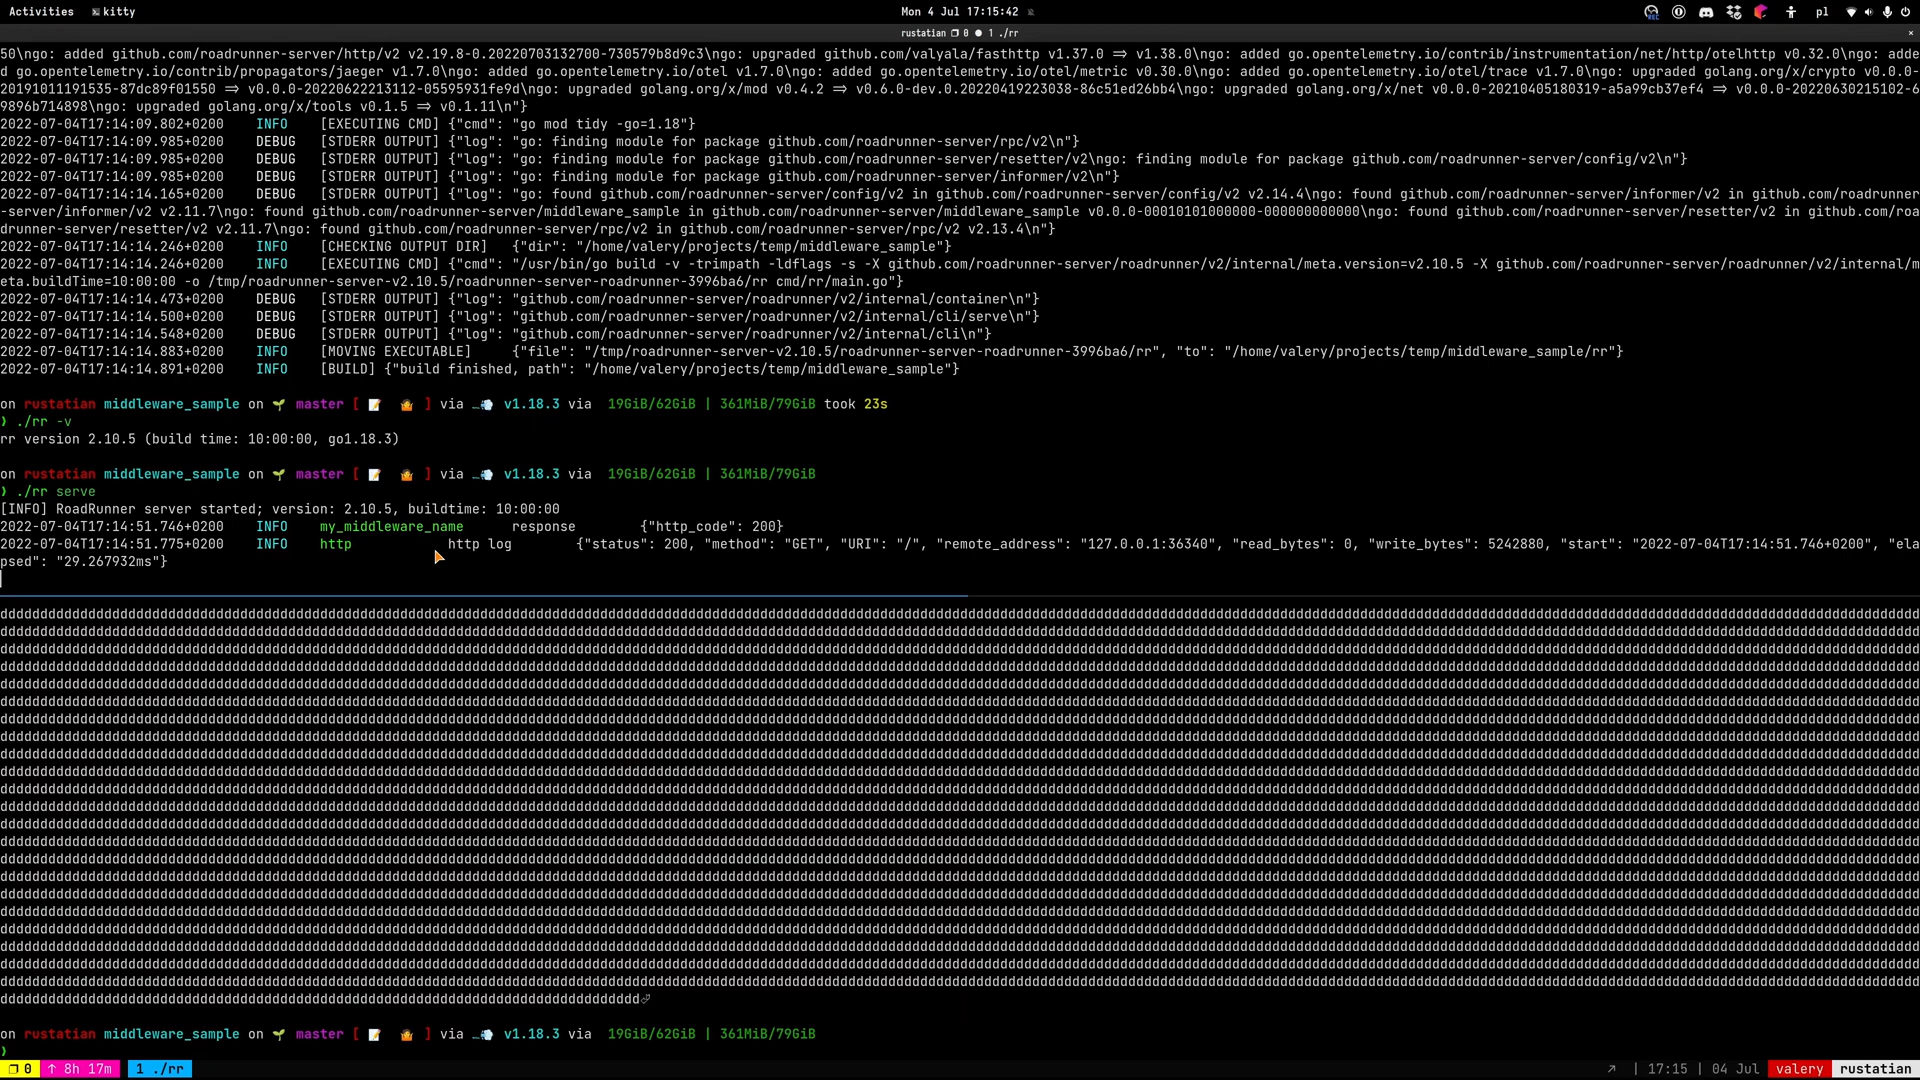 Activities kitty Mon 4 Jul 17:15:42 pl
rustatian 0 1 ./rr
50\ngo: added github.com/roadrunner-server/http/v2 v2.19.8-0.20220703132700-730579b8d9c3\ngo: upgraded github.com/valyala/fasthttp v1.37.0 => v1.38.0\ngo: added go.opentelemetry.io/contrib/instrumentation/net/http/otelhttp v0.32.0\ngo: adde
d go.opentelemetry.io/contrib/propagators/jaeger v1.7.0\ngo: added go.opentelemetry.io/otel v1.7.0\ngo: added go.opentelemetry.io/otel/metric v0.30.0\ngo: added go.opentelemetry.io/otel/trace v1.7.0\ngo: upgraded golang.org/x/crypto v0.0.0-
20191011191535-87dc89f01550 => v0.0.0-20220622213112-05595931fe9d\ngo: upgraded golang.org/x/mod v0.4.2 => v0.6.0-dev.0.20220419223038-86c51ed26bb4\ngo: upgraded golang.org/x/net v0.0.0-20210405180319-a5a99cb37ef4 => v0.0.0-20220630215102-6
9896b714898\ngo: upgraded golang.org/x/tools v0.1.5 => v0.1.11\n"}
2022-07-04T17:14:09.802+0200 INFO [EXECUTING CMD] {"cmd": "go mod tidy -go=1.18"}
2022-07-04T17:14:09.985+0200 DEBUG [STDERR OUTPUT] {"log": "go: finding module for package github.com/roadrunner-server/rpc/v2\n"}
2022-07-04T17:14:09.985+0200 DEBUG [STDERR OUTPUT] {"log": "go: finding module for package github.com/roadrunner-server/resetter/v2\ngo: finding module for package github.com/roadrunner-server/config/v2\n"}
2022-07-04T17:14:09.985+0200 DEBUG [STDERR OUTPUT] {"log": "go: finding module for package github.com/roadrunner-server/informer/v2\n"}
2022-07-04T17:14:14.165+0200 DEBUG [STDERR OUTPUT] {"log": "go: found github.com/roadrunner-server/config/v2 in github.com/roadrunner-server/config/v2 v2.14.4\ngo: found github.com/roadrunner-server/informer/v2 in github.com/roadrunner
-server/informer/v2 v2.11.7\ngo: found github.com/roadrunner-server/middleware_sample in github.com/roadrunner-server/middleware_sample v0.0.0-00010101000000-000000000000\ngo: found github.com/roadrunner-server/resetter/v2 in github.com/roa
drunner-server/resetter/v2 v2.11.7\ngo: found github.com/roadrunner-server/rpc/v2 in github.com/roadrunner-server/rpc/v2 v2.13.4\n"}
2022-07-04T17:14:14.246+0200 INFO [CHECKING OUTPUT DIR] {"dir": "/home/valery/projects/temp/middleware_sample"}
2022-07-04T17:14:14.246+0200 INFO [EXECUTING CMD] {"cmd": "/usr/bin/go build -v -trimpath -ldflags -s -X github.com/roadrunner-server/roadrunner/v2/internal/meta.version=v2.10.5 -X github.com/roadrunner-server/roadrunner/v2/internal/m
eta.buildTime=10:00:00 -o /tmp/roadrunner-server-v2.10.5/roadrunner-server-roadrunner-3996ba6/rr cmd/rr/main.go"}
2022-07-04T17:14:14.473+0200 DEBUG [STDERR OUTPUT] {"log": "github.com/roadrunner-server/roadrunner/v2/internal/container\n"}
2022-07-04T17:14:14.500+0200 DEBUG [STDERR OUTPUT] {"log": "github.com/roadrunner-server/roadrunner/v2/internal/cli/serve\n"}
2022-07-04T17:14:14.548+0200 DEBUG [STDERR OUTPUT] {"log": "github.com/roadrunner-server/roadrunner/v2/internal/cli\n"}
2022-07-04T17:14:14.883+0200 INFO [MOVING EXECUTABLE] {"file": "/tmp/roadrunner-server-v2.10.5/roadrunner-server-roadrunner-3996ba6/rr", "to": "/home/valery/projects/temp/middleware_sample/rr"}
2022-07-04T17:14:14.891+0200 INFO [BUILD] {"build finished, path": "/home/valery/projects/temp/middleware_sample"}
on rustatian middleware_sample on master [ ] via v1.18.3 via 19GiB/62GiB | 361MiB/79GiB took 23s
❯ ./rr -v
rr version 2.10.5 (build time: 10:00:00, go1.18.3)
on rustatian middleware_sample on master [ ] via v1.18.3 via 19GiB/62GiB | 361MiB/79GiB
❯ ./rr serve
[INFO] RoadRunner server started; version: 2.10.5, buildtime: 10:00:00
2022-07-04T17:14:51.746+0200 INFO my_middleware_name response {"http_code": 200}
2022-07-04T17:14:51.775+0200 INFO http http log {"status": 200, "method": "GET", "URI": "/", "remote_address": "127.0.0.1:36340", "read_bytes": 0, "write_bytes": 5242880, "start": "2022-07-04T17:14:51.746+0200", "ela
psed": "29.267932ms"}
on rustatian middleware_sample on master [ ] via v1.18.3 via 19GiB/62GiB | 361MiB/79GiB
❯
0 ↑ 8h 17m 1 ./rr ↗ | 17:15 | 04 Jul valery rustatian